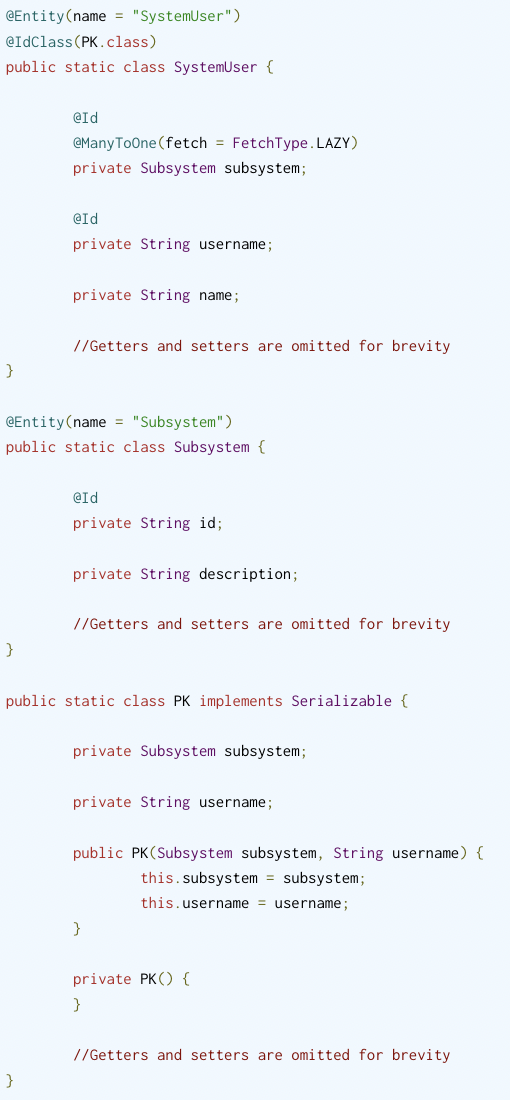 @Entity(name = "SystemUser")
@IdClass(PK.class)
public static class SystemUser {
@Id
@ManyToOne(fetch = FetchType.LAZY)
private Subsystem subsystem;
@Id
private String username;
private String name;
//Getters and setters are omitted for brevity
}
@Entity(name = "Subsystem")
public static class Subsystem {
@Id
private String id;
private String description;
//Getters and setters are omitted for brevity
}
public static class PK implements Serializable {
private Subsystem subsystem;
private String username;
public PK(Subsystem subsystem, String username) {
this.subsystem = subsystem;
this.username = username;
}
private PK() {
}
//Getters and setters are omitted for brevity
}